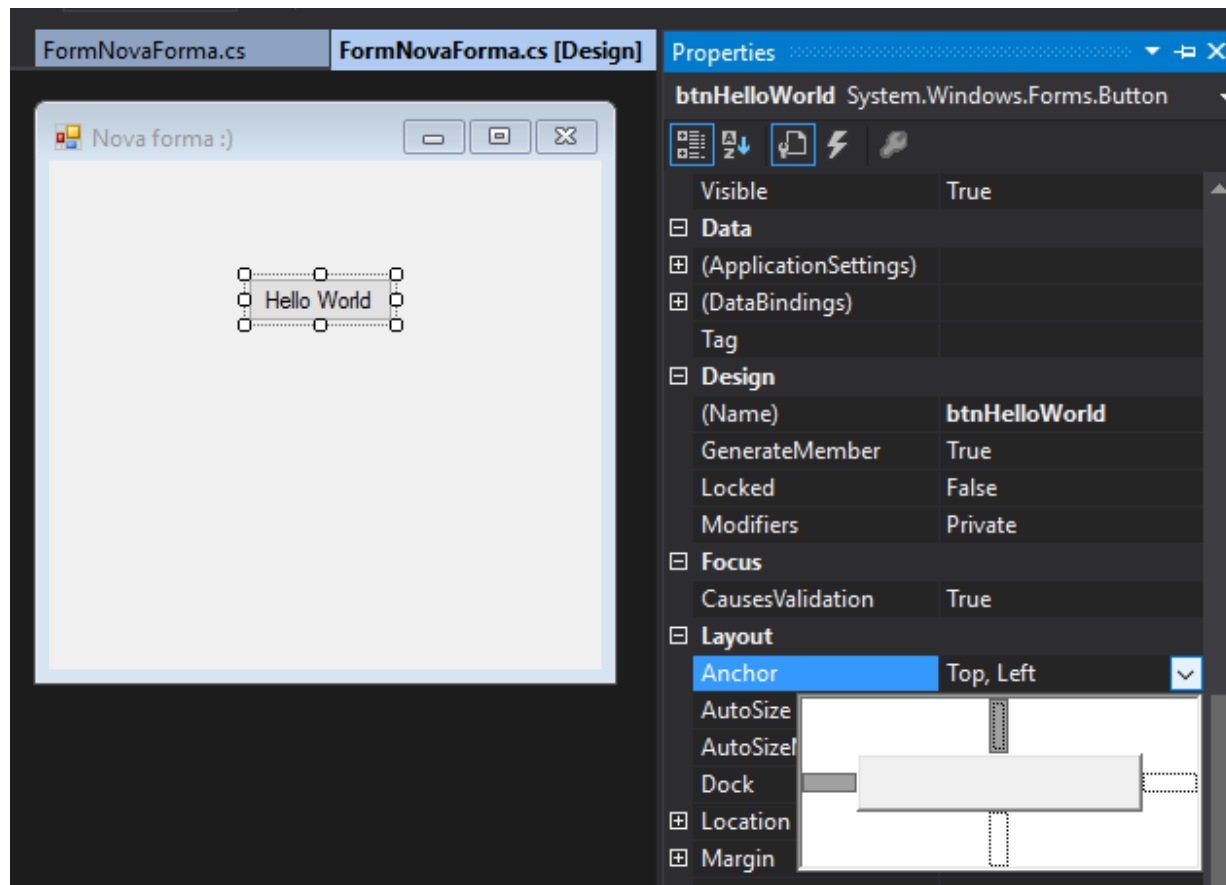 FormNovaForma.cs
FormNovaForma.cs [Design]
Nova forma :)
Hello World
Properties
btnHelloWorld System.Windows.Forms.Button
Visible True
Data
(ApplicationSettings)
(DataBindings)
Tag
Design
(Name) btnHelloWorld
GenerateMember True
Locked False
Modifiers Private
Focus
CausesValidation True
Layout
Anchor Top, Left
AutoSize
AutoSize
Dock
Location
Margin